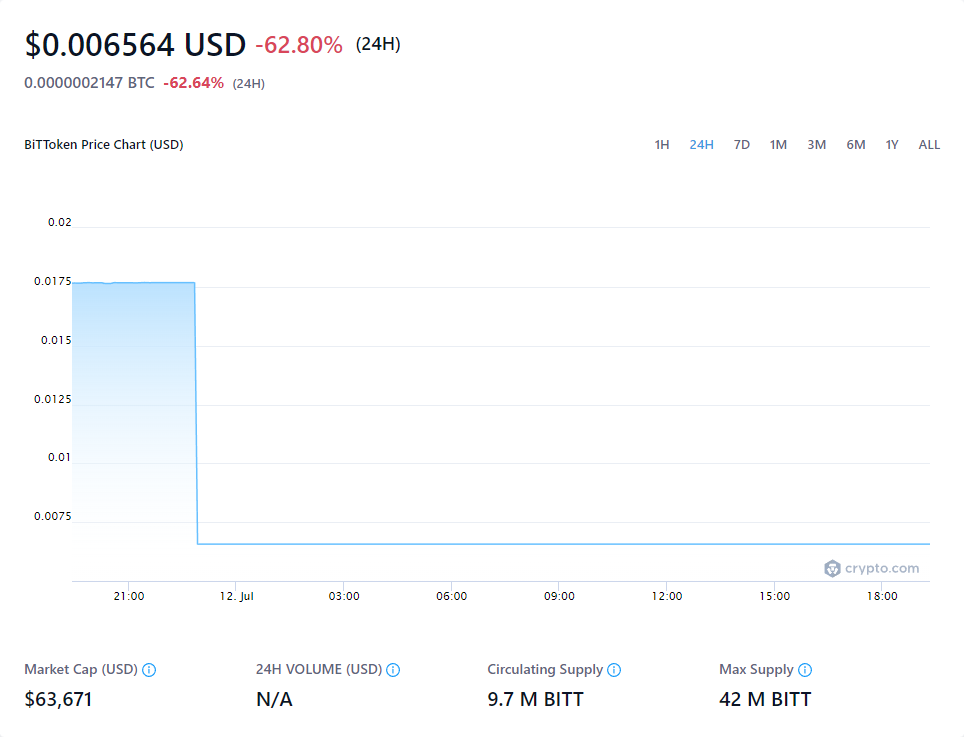 $0.006564 USD -62.80% (24H)
0.0000002147 BTC -62.64% (24H)
BiTToken Price Chart (USD) 1H 24H 7D 1M 3M 6M 1Y ALL
0.02
0.0175
0.015
0.0125
0.01
0.0075
crypto.com
21:00 12. Jul 03:00 06:00 09:00 12:00 15:00 18:00
Market Cap (USD) 24H VOLUME (USD) Circulating Supply Max Supply
$63,671 N/A 9.7 M BITT 42 M BITT